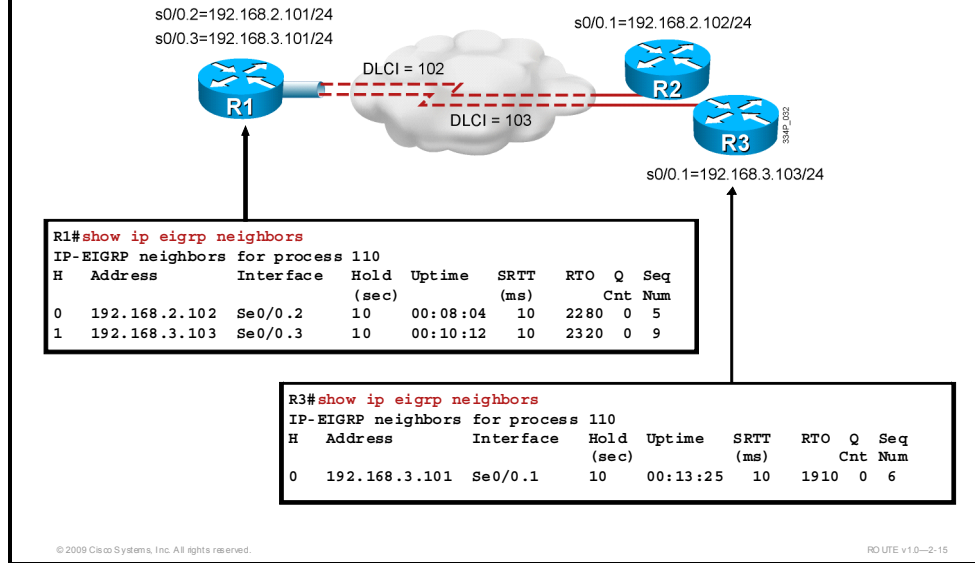 s0/0.2=192.168.2.101/24
s0/0.3=192.168.3.101/24
s0/0.1=192.168.2.102/24
DLCI = 102
R1
R2
DLCI = 103
R3
334P_032
s0/0.1=192.168.3.103/24
R1#show ip eigrp neighbors
IP-EIGRP neighbors for process 110
H Address Interface Hold Uptime SRTT RTO Q Seq
(sec) (ms) Cnt Num
0 192.168.2.102 Se0/0.2 10 00:08:04 10 2280 0 5
1 192.168.3.103 Se0/0.3 10 00:10:12 10 2320 0 9
R3#show ip eigrp neighbors
IP-EIGRP neighbors for process 110
H Address Interface Hold Uptime SRTT RTO Q Seq
(sec) (ms) Cnt Num
0 192.168.3.101 Se0/0.1 10 00:13:25 10 1910 0 6
© 2009 Cisco Systems, Inc. All rights reserved.
ROUTE v1.0—2-15